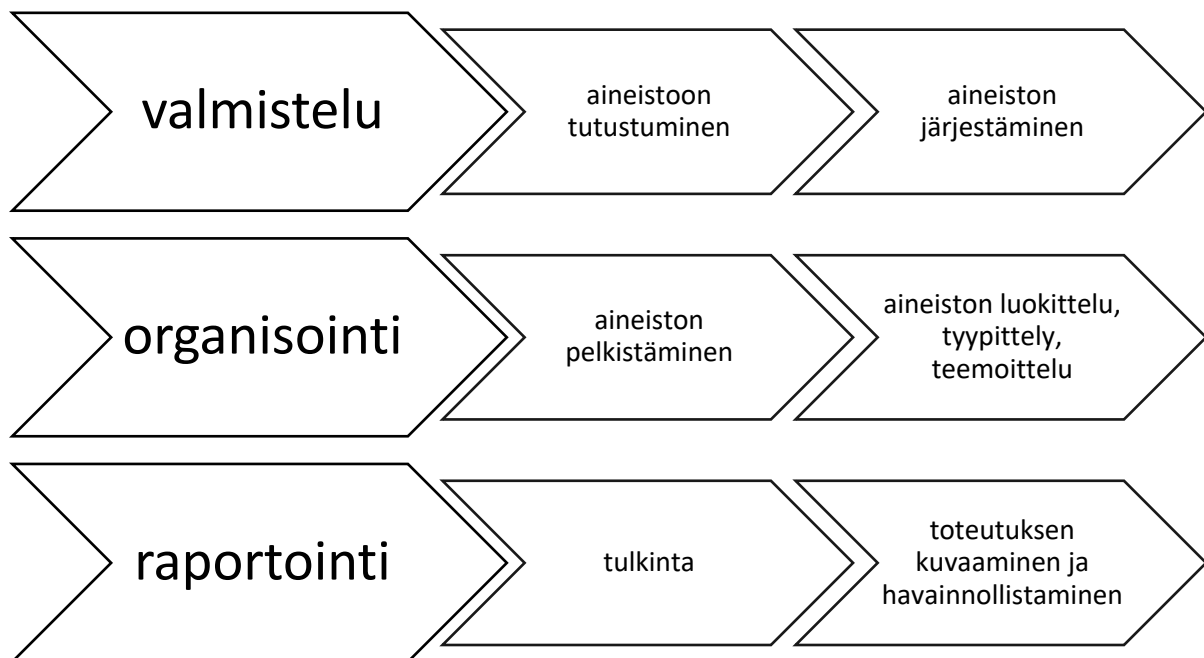 valmistelu
aineistoon
tutustuminen
aineiston
järjestäminen
organisointi
aineiston
pelkistäminen
aineiston luokittelu,
tyypittely,
teemoittelu
raportointi
tulkinta
toteutuksen
kuvaaminen ja
havainnollistaminen